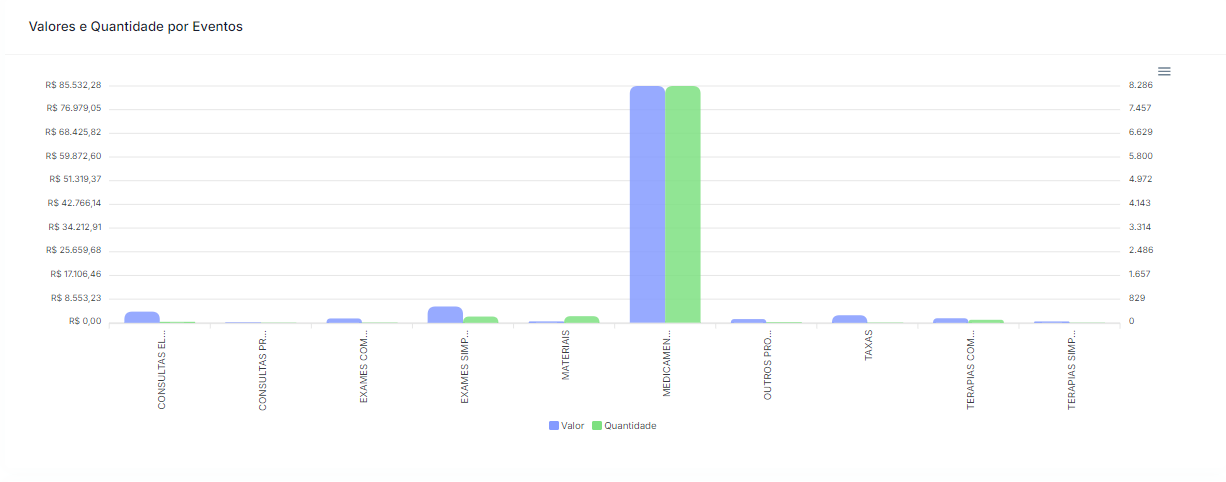 Valores e Quantidade por Eventos
R$ 85.532,28
R$ 76.979,05
R$ 68.425,82
R$ 59.872,60
R$ 51.319,37
R$ 42.766,14
R$ 34.212,91
R$ 25.659,68
R$ 17.106,46
R$ 8.553,23
R$ 0,00
8.286
7.457
6.629
5.800
4.972
4.143
3.314
2.486
1.657
829
0
CONSULTAS EL...
CONSULTAS PR...
EXAMES COM...
EXAMES SIMP...
MATERIAIS
MEDICAMEN...
OUTROS PRO...
TAXAS
TERAPIAS COM...
TERAPIAS SIMP...
Valor Quantidade